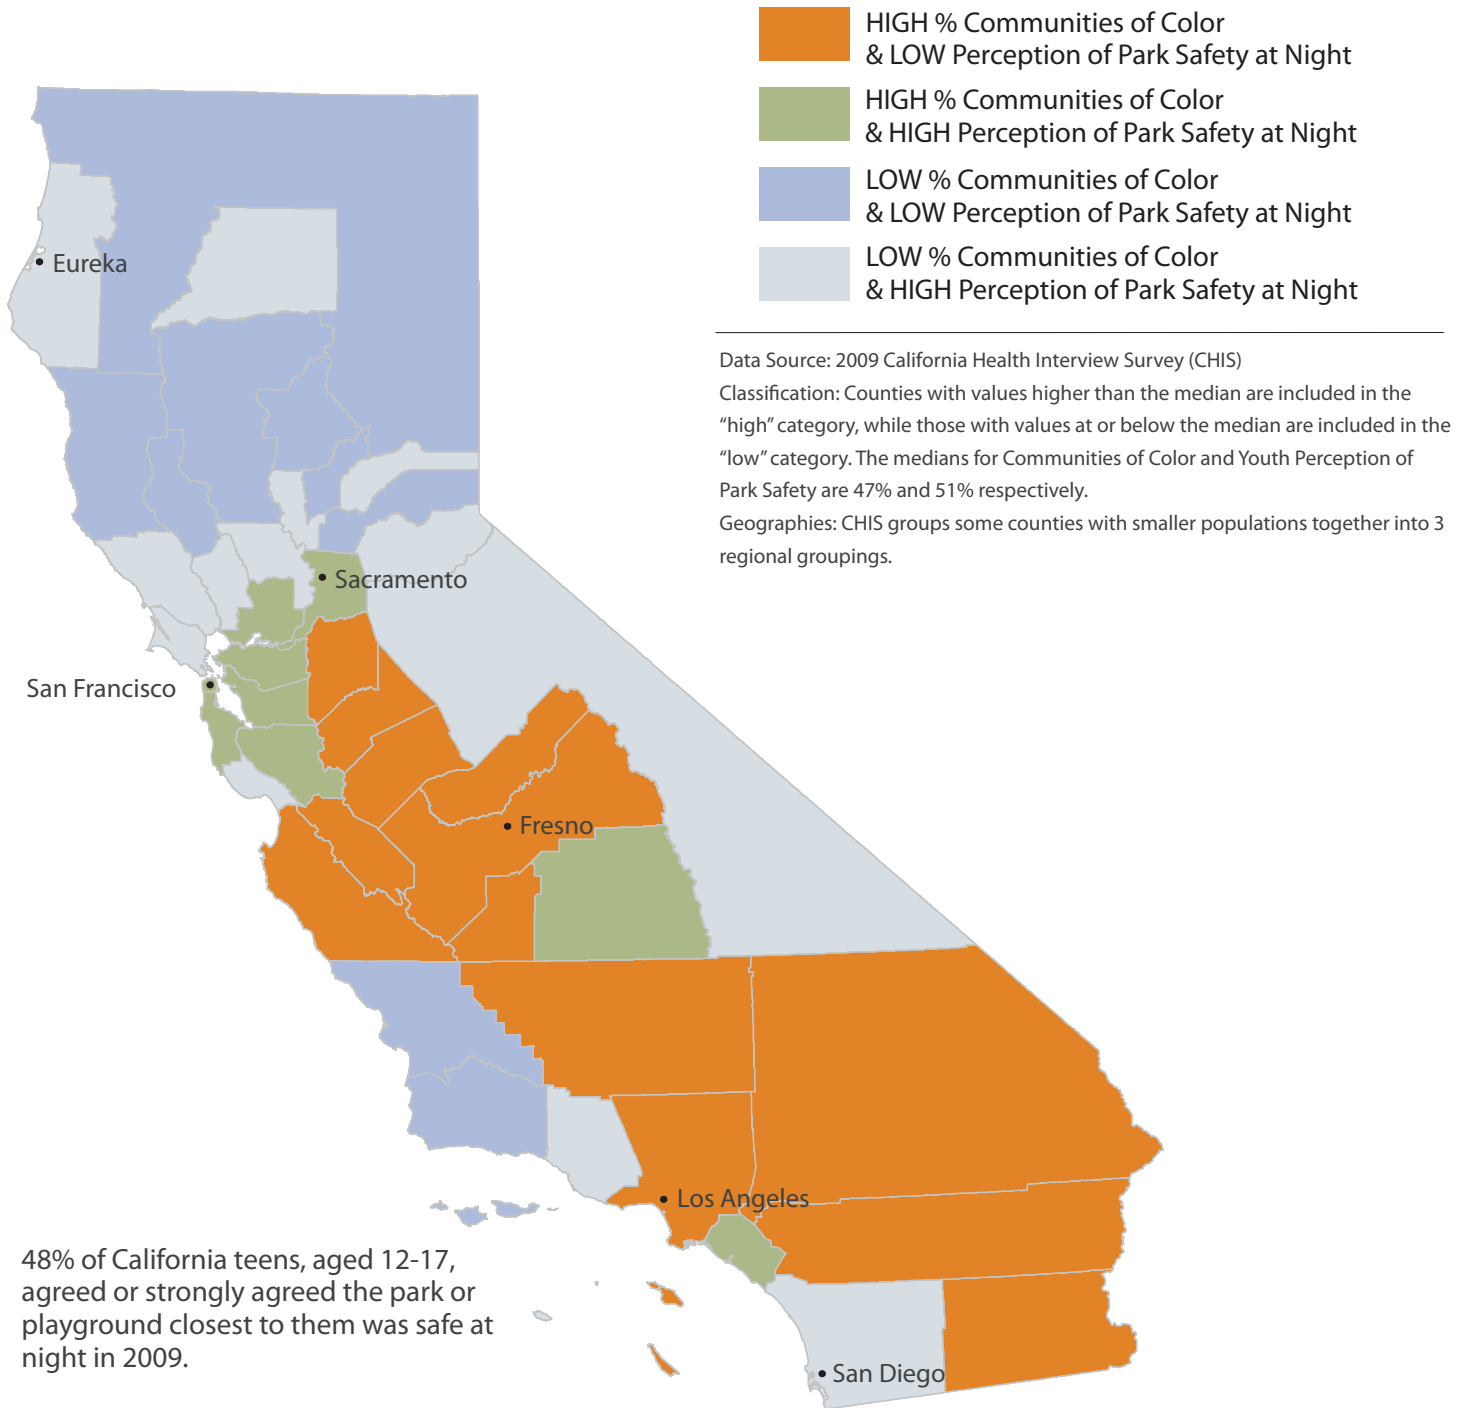 HIGH % Communities of Color
& LOW Perception of Park Safety at Night
HIGH % Communities of Color
& HIGH Perception of Park Safety at Night
LOW % Communities of Color
& LOW Perception of Park Safety at Night
LOW % Communities of Color
& HIGH Perception of Park Safety at Night
Data Source: 2009 California Health Interview Survey (CHIS)
Classification: Counties with values higher than the median are included in the
“high” category, while those with values at or below the median are included in the
“low” category. The medians for Communities of Color and Youth Perception of
Park Safety are 47% and 51% respectively.
Geographies: CHIS groups some counties with smaller populations together into 3
regional groupings.
Eureka
Sacramento
San Francisco
Fresno
Los Angeles
San Diego
48% of California teens, aged 12-17,
agreed or strongly agreed the park or
playground closest to them was safe at
night in 2009.